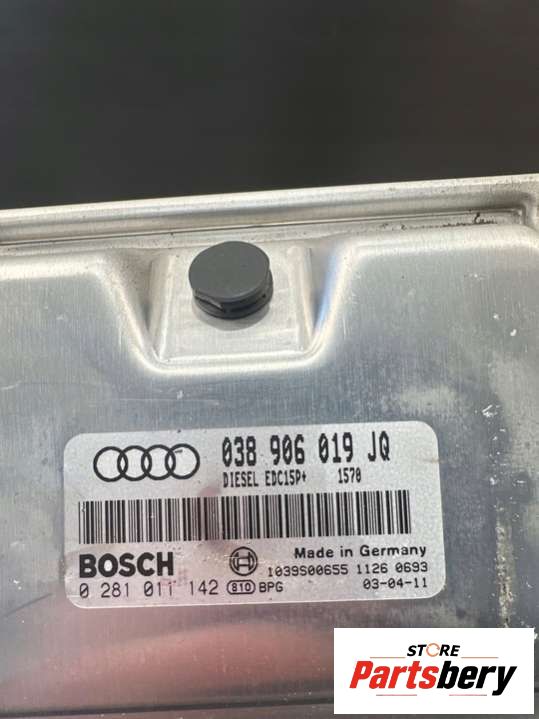 038 906 019 JQ
DIESEL EDC15P+ 1570
BOSCH
Made in Germany
1039S00655 1126 0693
0 281 011 142 810 BPG
03-04-11
STORE
Partsbery